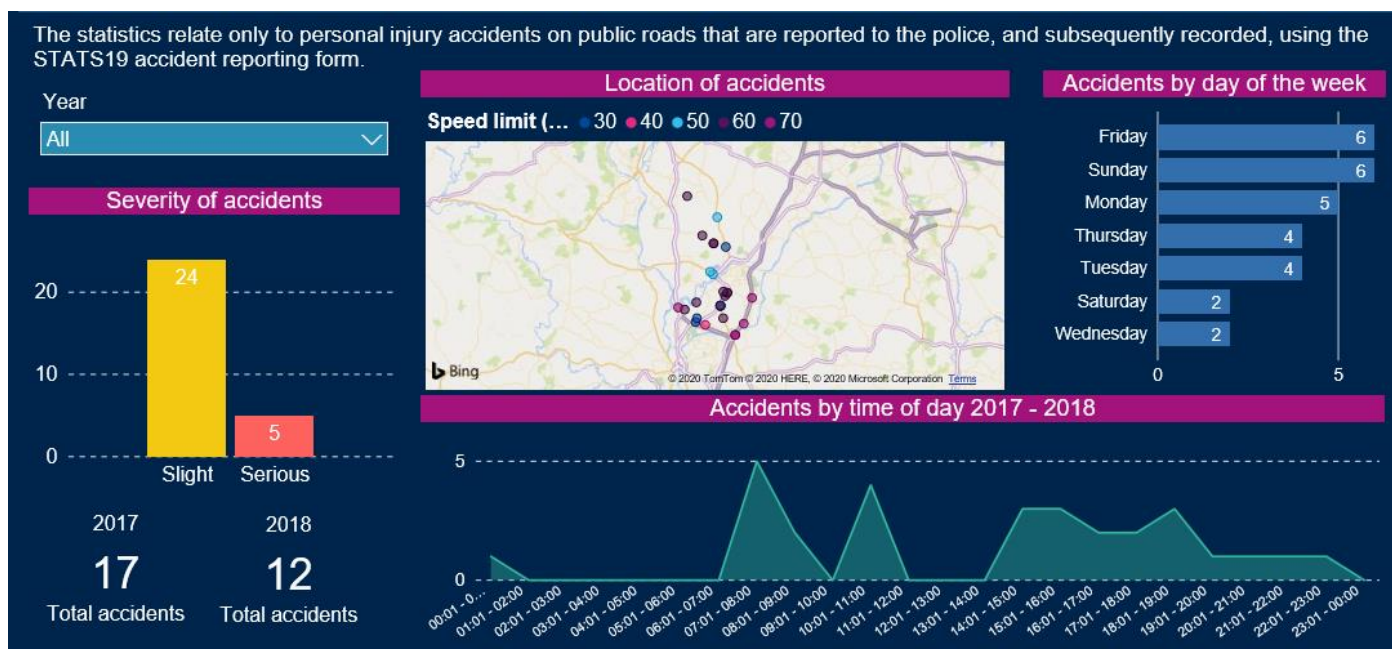 The statistics relate only to personal injury accidents on public roads that are reported to the police, and subsequently recorded, using the
STATS19 accident reporting form.
Year
All
Severity of accidents
20
10
0
24
5
Slight
Serious
2017
2018
17
12
Total accidents
Total accidents
Location of accidents
Speed limit (... 30 40 50 60 70
Bing
© 2020 TomTom © 2020 HERE, © 2020 Microsoft Corporation Terms
Accidents by day of the week
Friday 6
Sunday 6
Monday 5
Thursday 4
Tuesday 4
Saturday 2
Wednesday 2
0 5
Accidents by time of day 2017 - 2018
5
0
00:01 - 0...
01:01 - 02:00
02:01 - 03:00
03:01 - 04:00
04:01 - 05:00
05:01 - 06:00
06:01 - 07:00
07:01 - 08:00
08:01 - 09:00
09:01 - 10:00
10:01 - 11:00
11:01 - 12:00
12:01 - 13:00
13:01 - 14:00
14:01 - 15:00
15:01 - 16:00
16:01 - 17:00
17:01 - 18:00
18:01 - 19:00
19:01 - 20:00
20:01 - 21:00
21:01 - 22:00
22:01 - 23:00
23:01 - 00:00